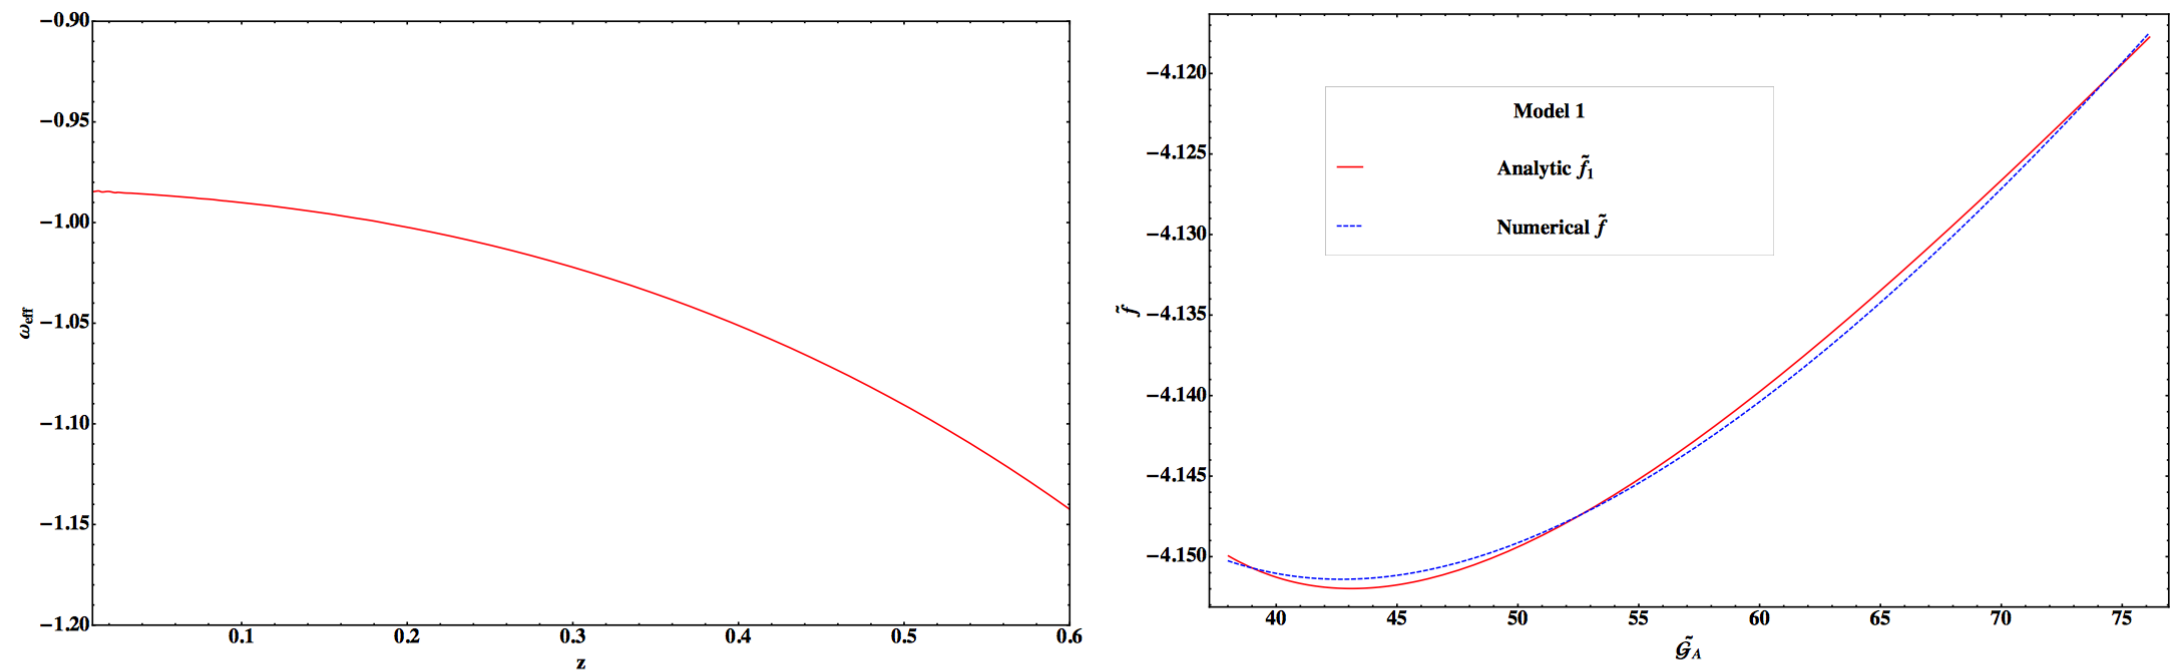 −0.90
−0.95
−1.00
−1.05
−1.10
−1.15
−1.20
ω_eff
0.1 0.2 0.3 0.4 0.5 0.6
z
−4.120
−4.125
−4.130
−4.135
−4.140
−4.145
−4.150
f̃
Model 1
Analytic f̃₁
Numerical f̃
40 45 50 55 60 65 70 75
𝒢̃_A